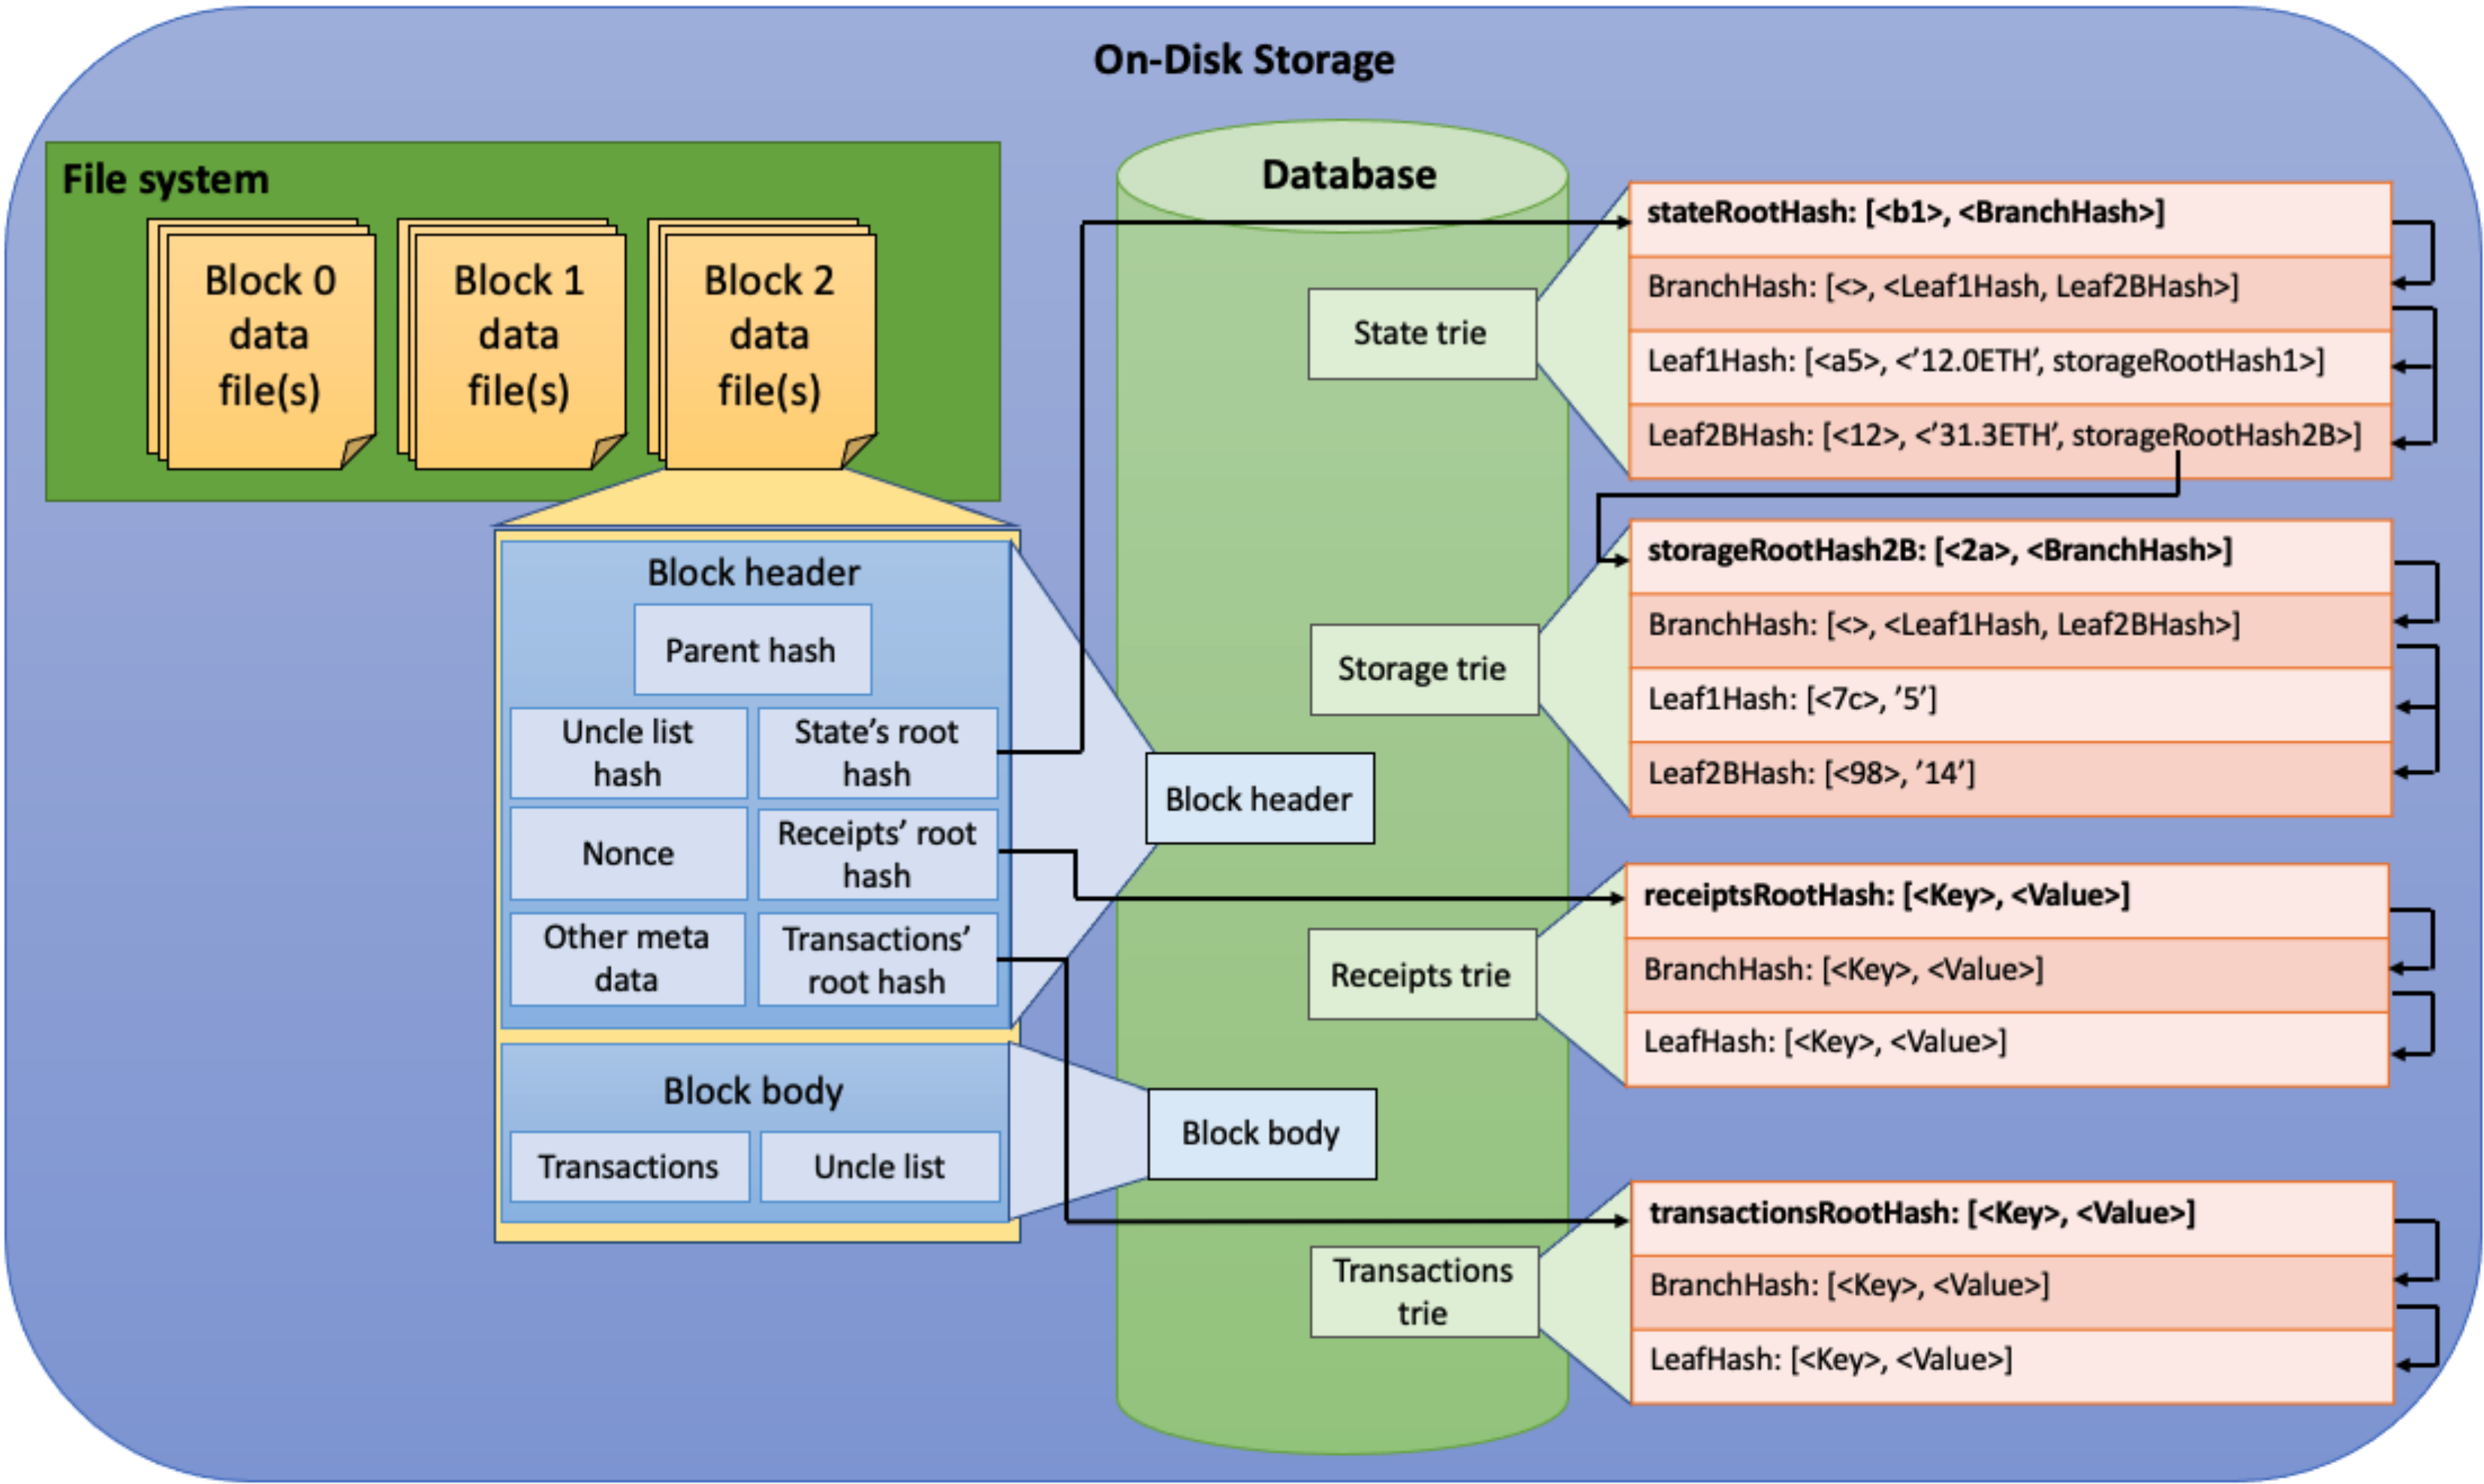 On-Disk Storage
File system
Block 0
data
file(s)
Block 1
data
file(s)
Block 2
data
file(s)
Block header
Parent hash
Uncle list
hash
State’s root
hash
Nonce
Receipts’ root
hash
Other meta
data
Transactions’
root hash
Block body
Transactions
Uncle list
Database
State trie
Storage trie
Block header
Receipts trie
Block body
Transactions
trie
stateRootHash: [<b1>, <BranchHash>]
BranchHash: [<>, <Leaf1Hash, Leaf2BHash>]
Leaf1Hash: [<a5>, <’12.0ETH’, storageRootHash1>]
Leaf2BHash: [<12>, <’31.3ETH’, storageRootHash2B>]
storageRootHash2B: [<2a>, <BranchHash>]
BranchHash: [<>, <Leaf1Hash, Leaf2BHash>]
Leaf1Hash: [<7c>, ’5’]
Leaf2BHash: [<98>, ’14’]
receiptsRootHash: [<Key>, <Value>]
BranchHash: [<Key>, <Value>]
LeafHash: [<Key>, <Value>]
transactionsRootHash: [<Key>, <Value>]
BranchHash: [<Key>, <Value>]
LeafHash: [<Key>, <Value>]